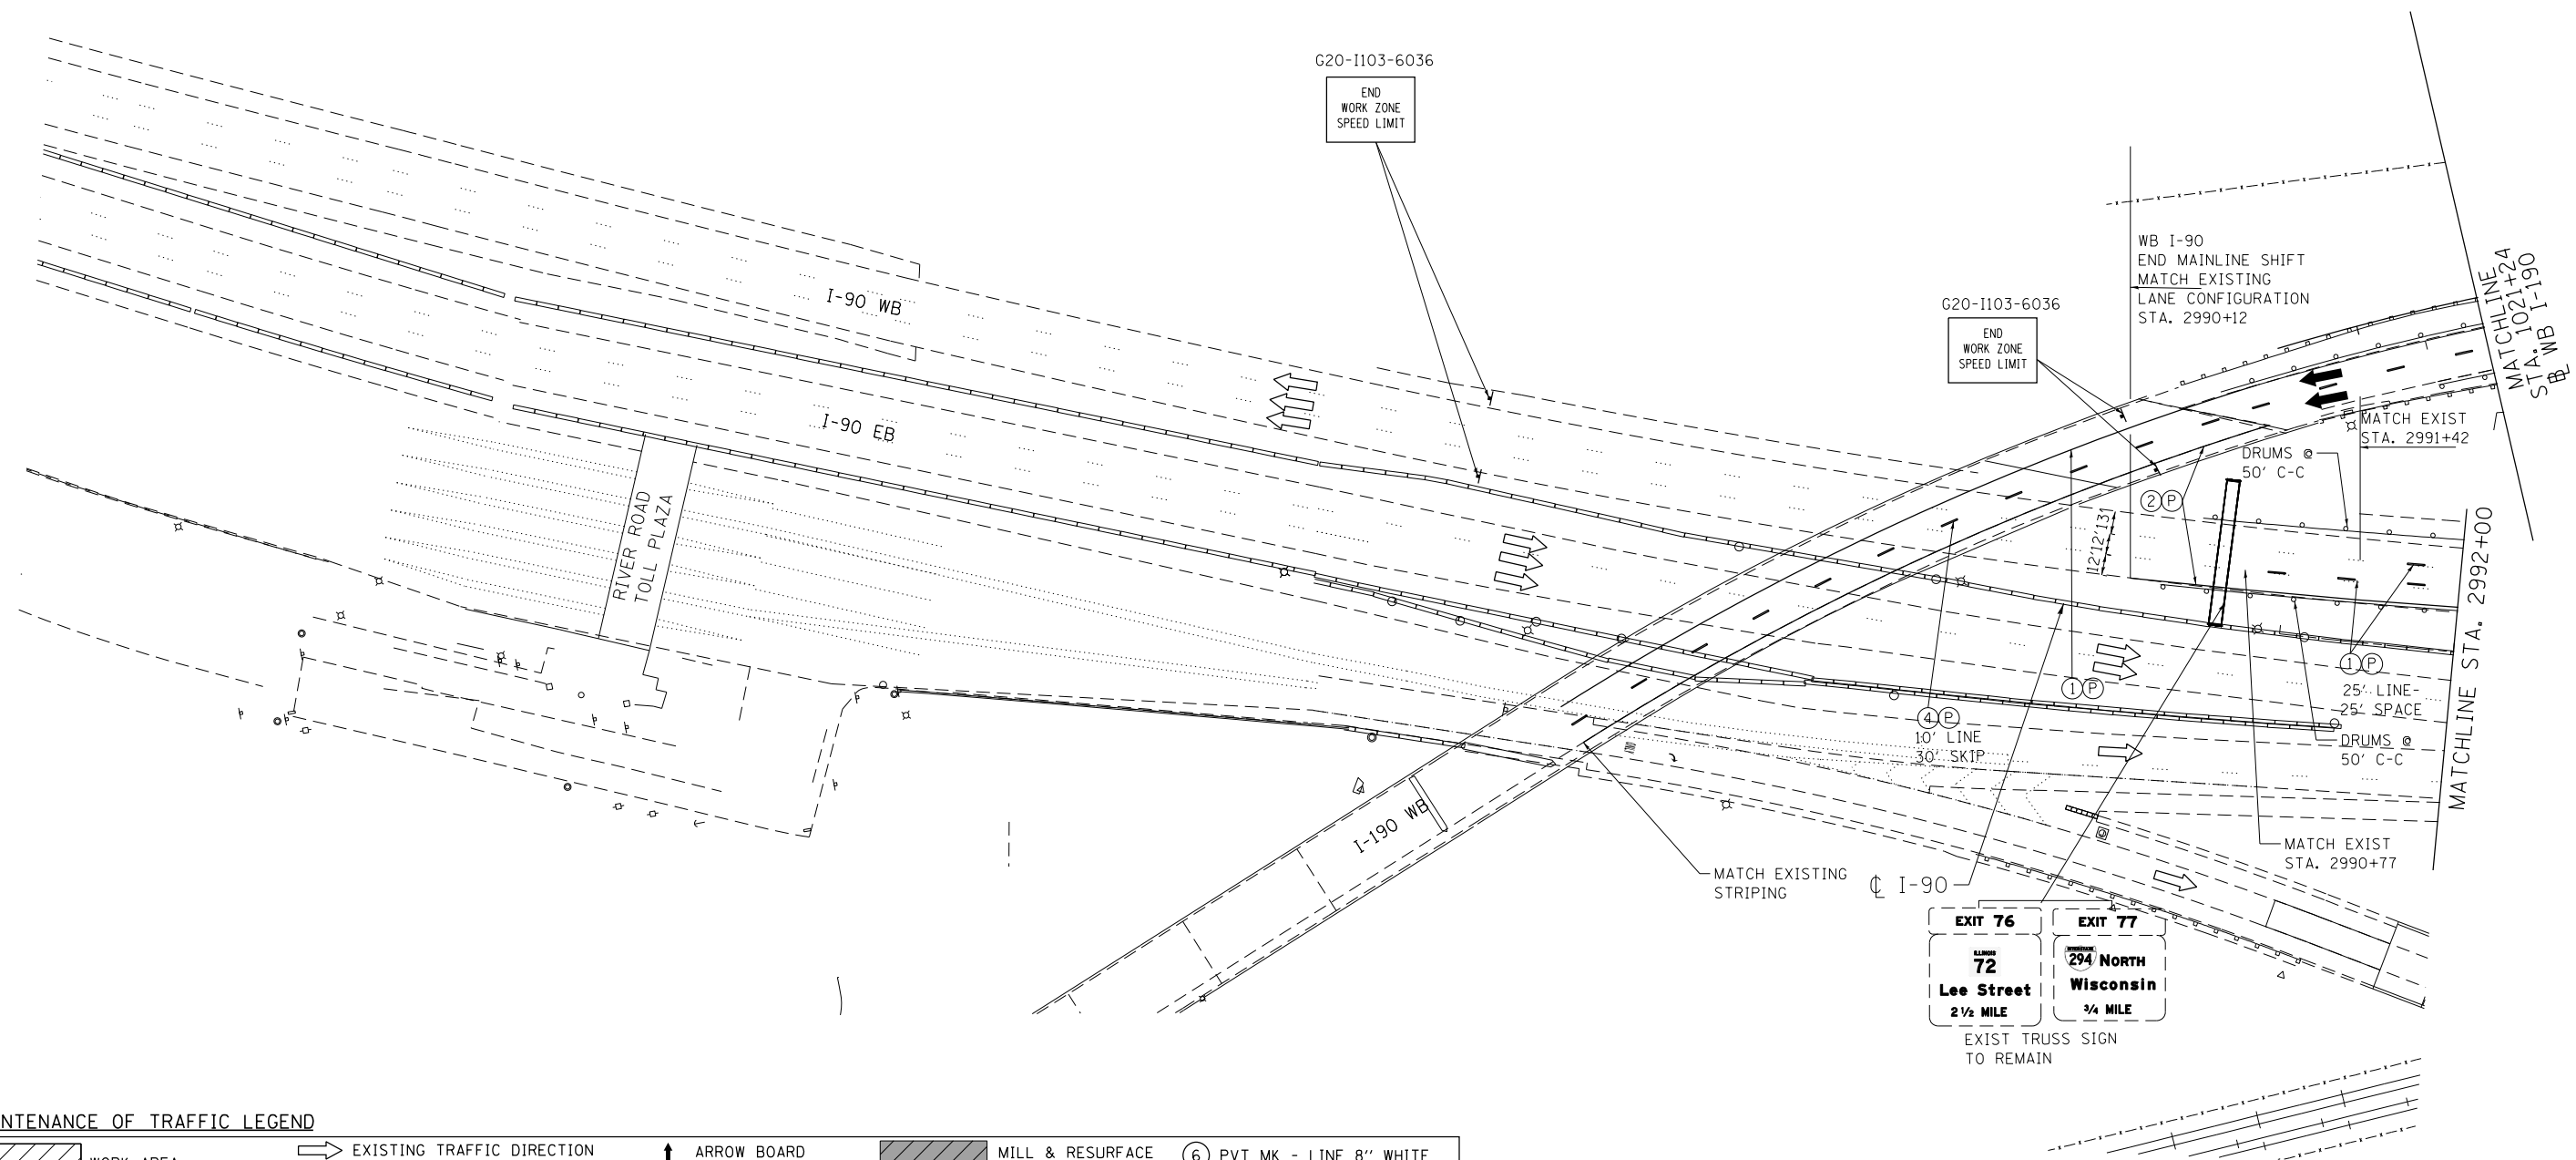 G20-I103-6036
END
WORK ZONE
SPEED LIMIT
G20-I103-6036
END
WORK ZONE
SPEED LIMIT
WB I-90
END MAINLINE SHIFT
MATCH EXISTING
LANE CONFIGURATION
STA. 2990+12
MATCHLINE
STA. 1021+24
B WB I-190
I-90 WB
I-90 EB
RIVER ROAD
TOLL PLAZA
MATCH EXIST
STA. 2991+42
DRUMS @
50' C-C
2 P
12'12'13'
MATCHLINE STA. 2992+00
1 P
25' LINE-
25' SPACE
1 P
4 P
10' LINE
30' SKIP
DRUMS @
50' C-C
I-190 WB
MATCH EXISTING
STRIPING
℄ I-90
MATCH EXIST
STA. 2990+77
EXIT 76
ILLINOIS
72
Lee Street
2 1/2 MILE
EXIT 77
INTERSTATE
294 NORTH
Wisconsin
3/4 MILE
EXIST TRUSS SIGN
TO REMAIN
NTENANCE OF TRAFFIC LEGEND
WORK AREA
EXISTING TRAFFIC DIRECTION
ARROW BOARD
MILL & RESURFACE
6 PVT MK - LINE 8'' WHITE